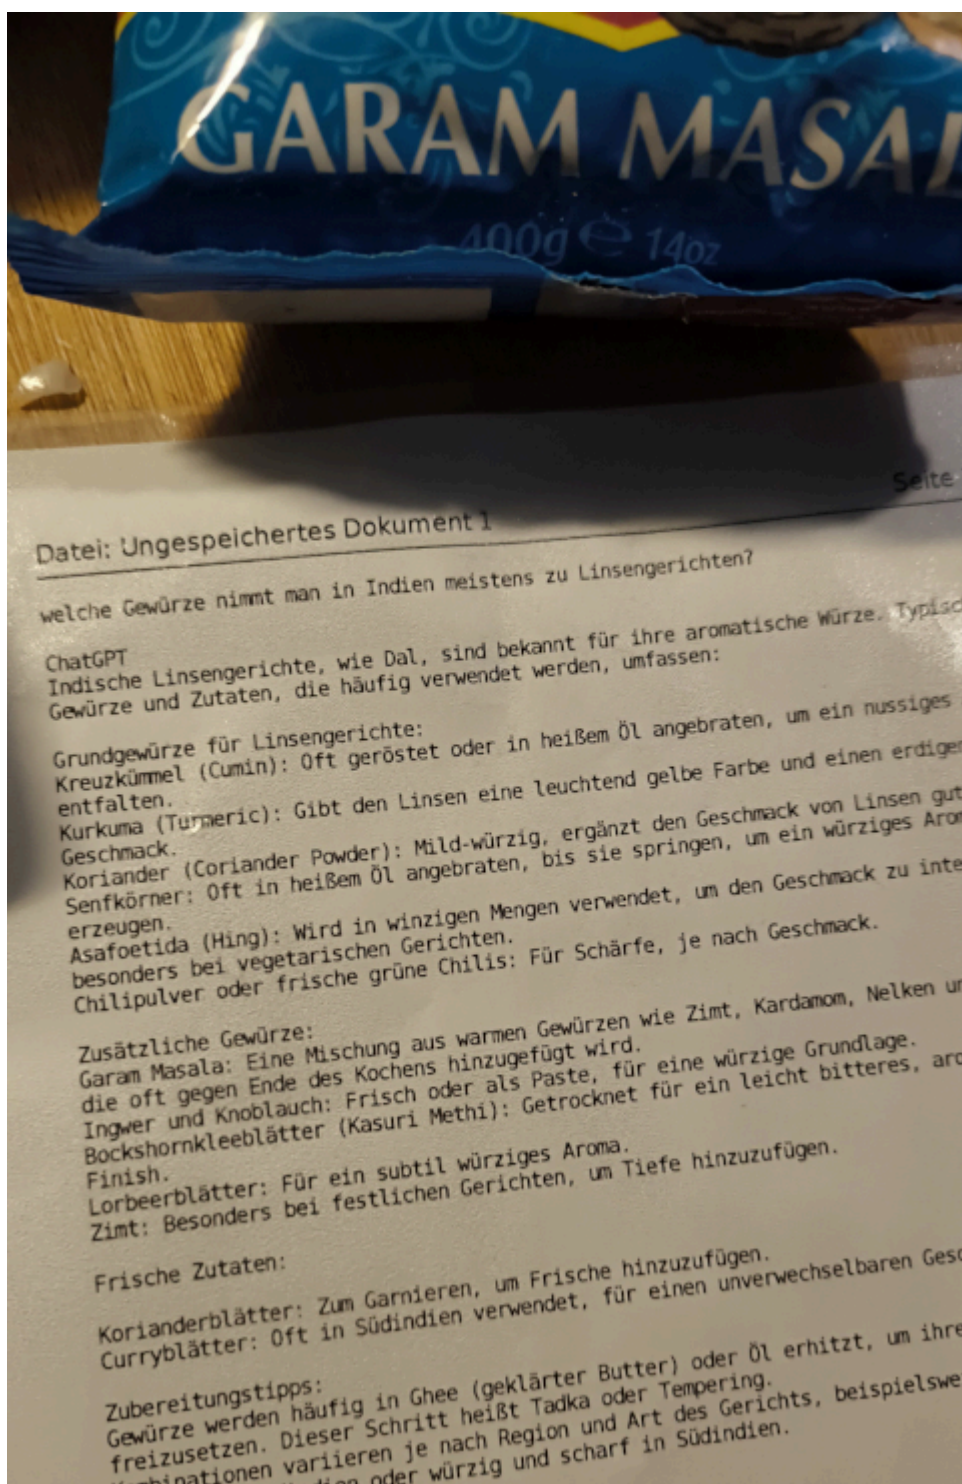 GARAM MASAL
400g e 14oz
Seite
Datei: Ungespeichertes Dokument 1
welche Gewürze nimmt man in Indien meistens zu Linsengerichten?
ChatGPT
Indische Linsengerichte, wie Dal, sind bekannt für ihre aromatische Würze. Typisc
Gewürze und Zutaten, die häufig verwendet werden, umfassen:
Grundgewürze für Linsengerichte:
Kreuzkümmel (Cumin): Oft geröstet oder in heißem Öl angebraten, um ein nussiges
entfalten.
Kurkuma (Turmeric): Gibt den Linsen eine leuchtend gelbe Farbe und einen erdigen
Geschmack.
Koriander (Coriander Powder): Mild-würzig, ergänzt den Geschmack von Linsen gut
Senfkörner: Oft in heißem Öl angebraten, bis sie springen, um ein würziges Arom
erzeugen.
Asafoetida (Hing): Wird in winzigen Mengen verwendet, um den Geschmack zu inte
besonders bei vegetarischen Gerichten.
Chilipulver oder frische grüne Chilis: Für Schärfe, je nach Geschmack.
Zusätzliche Gewürze:
Garam Masala: Eine Mischung aus warmen Gewürzen wie Zimt, Kardamom, Nelken un
die oft gegen Ende des Kochens hinzugefügt wird.
Ingwer und Knoblauch: Frisch oder als Paste, für eine würzige Grundlage.
Bockshornkleeblätter (Kasuri Methi): Getrocknet für ein leicht bitteres, aro
Finish.
Lorbeerblätter: Für ein subtil würziges Aroma.
Zimt: Besonders bei festlichen Gerichten, um Tiefe hinzuzufügen.
Frische Zutaten:
Korianderblätter: Zum Garnieren, um Frische hinzuzufügen.
Curryblätter: Oft in Südindien verwendet, für einen unverwechselbaren Gesc
Zubereitungstipps:
Gewürze werden häufig in Ghee (geklärter Butter) oder Öl erhitzt, um ihre
freizusetzen. Dieser Schritt heißt Tadka oder Tempering.
Kombinationen variieren je nach Region und Art des Gerichts, beispielswe
oder würzig und scharf in Südindien.